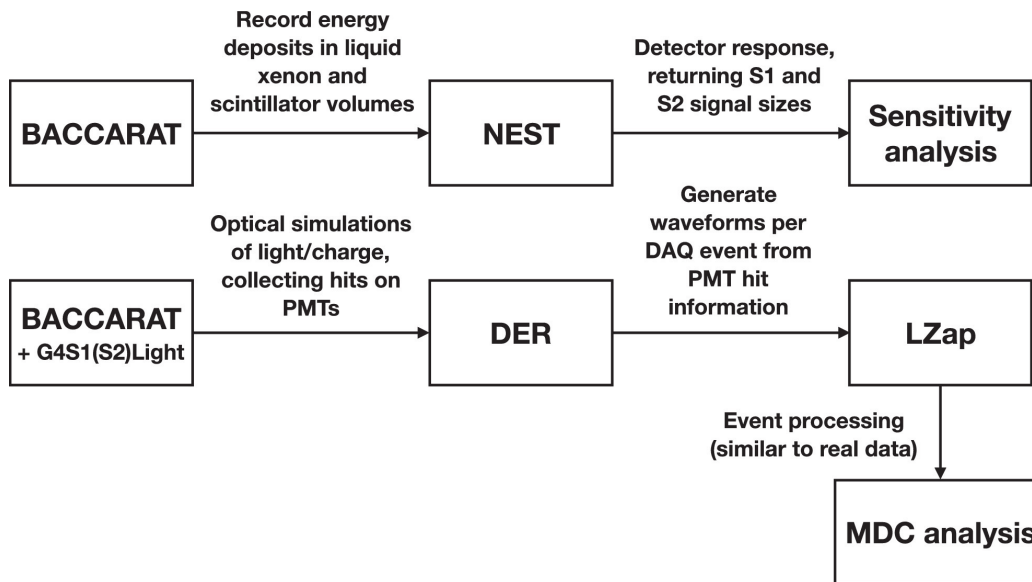 Record energy
deposits in liquid
xenon and
scintillator volumes
Detector response,
returning S1 and
S2 signal sizes
BACCARAT
NEST
Sensitivity
analysis
Optical simulations
of light/charge,
collecting hits on
PMTs
Generate
waveforms per
DAQ event from
PMT hit
information
BACCARAT
+ G4S1(S2)Light
DER
LZap
Event processing
(similar to real data)
MDC analysis